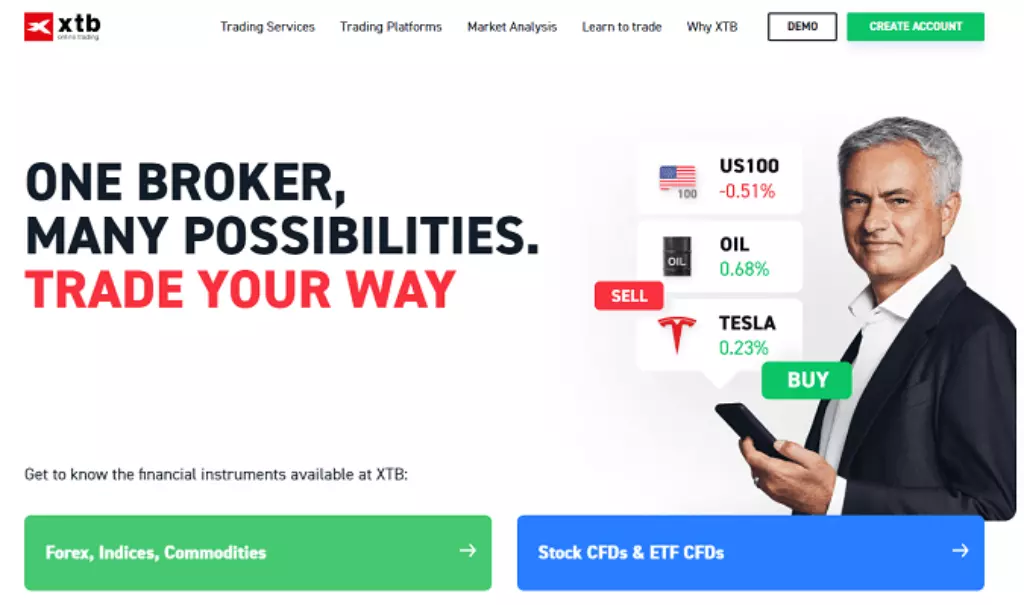 xtb
online trading
Trading Services
Trading Platforms
Market Analysis
Learn to trade
Why XTB
DEMO
CREATE ACCOUNT
ONE BROKER,
MANY POSSIBILITIES.
TRADE YOUR WAY
100
US100
-0.51%
OIL
OIL
0.68%
SELL
TESLA
0.23%
BUY
Get to know the financial instruments available at XTB:
Forex, Indices, Commodities
Stock CFDs & ETF CFDs